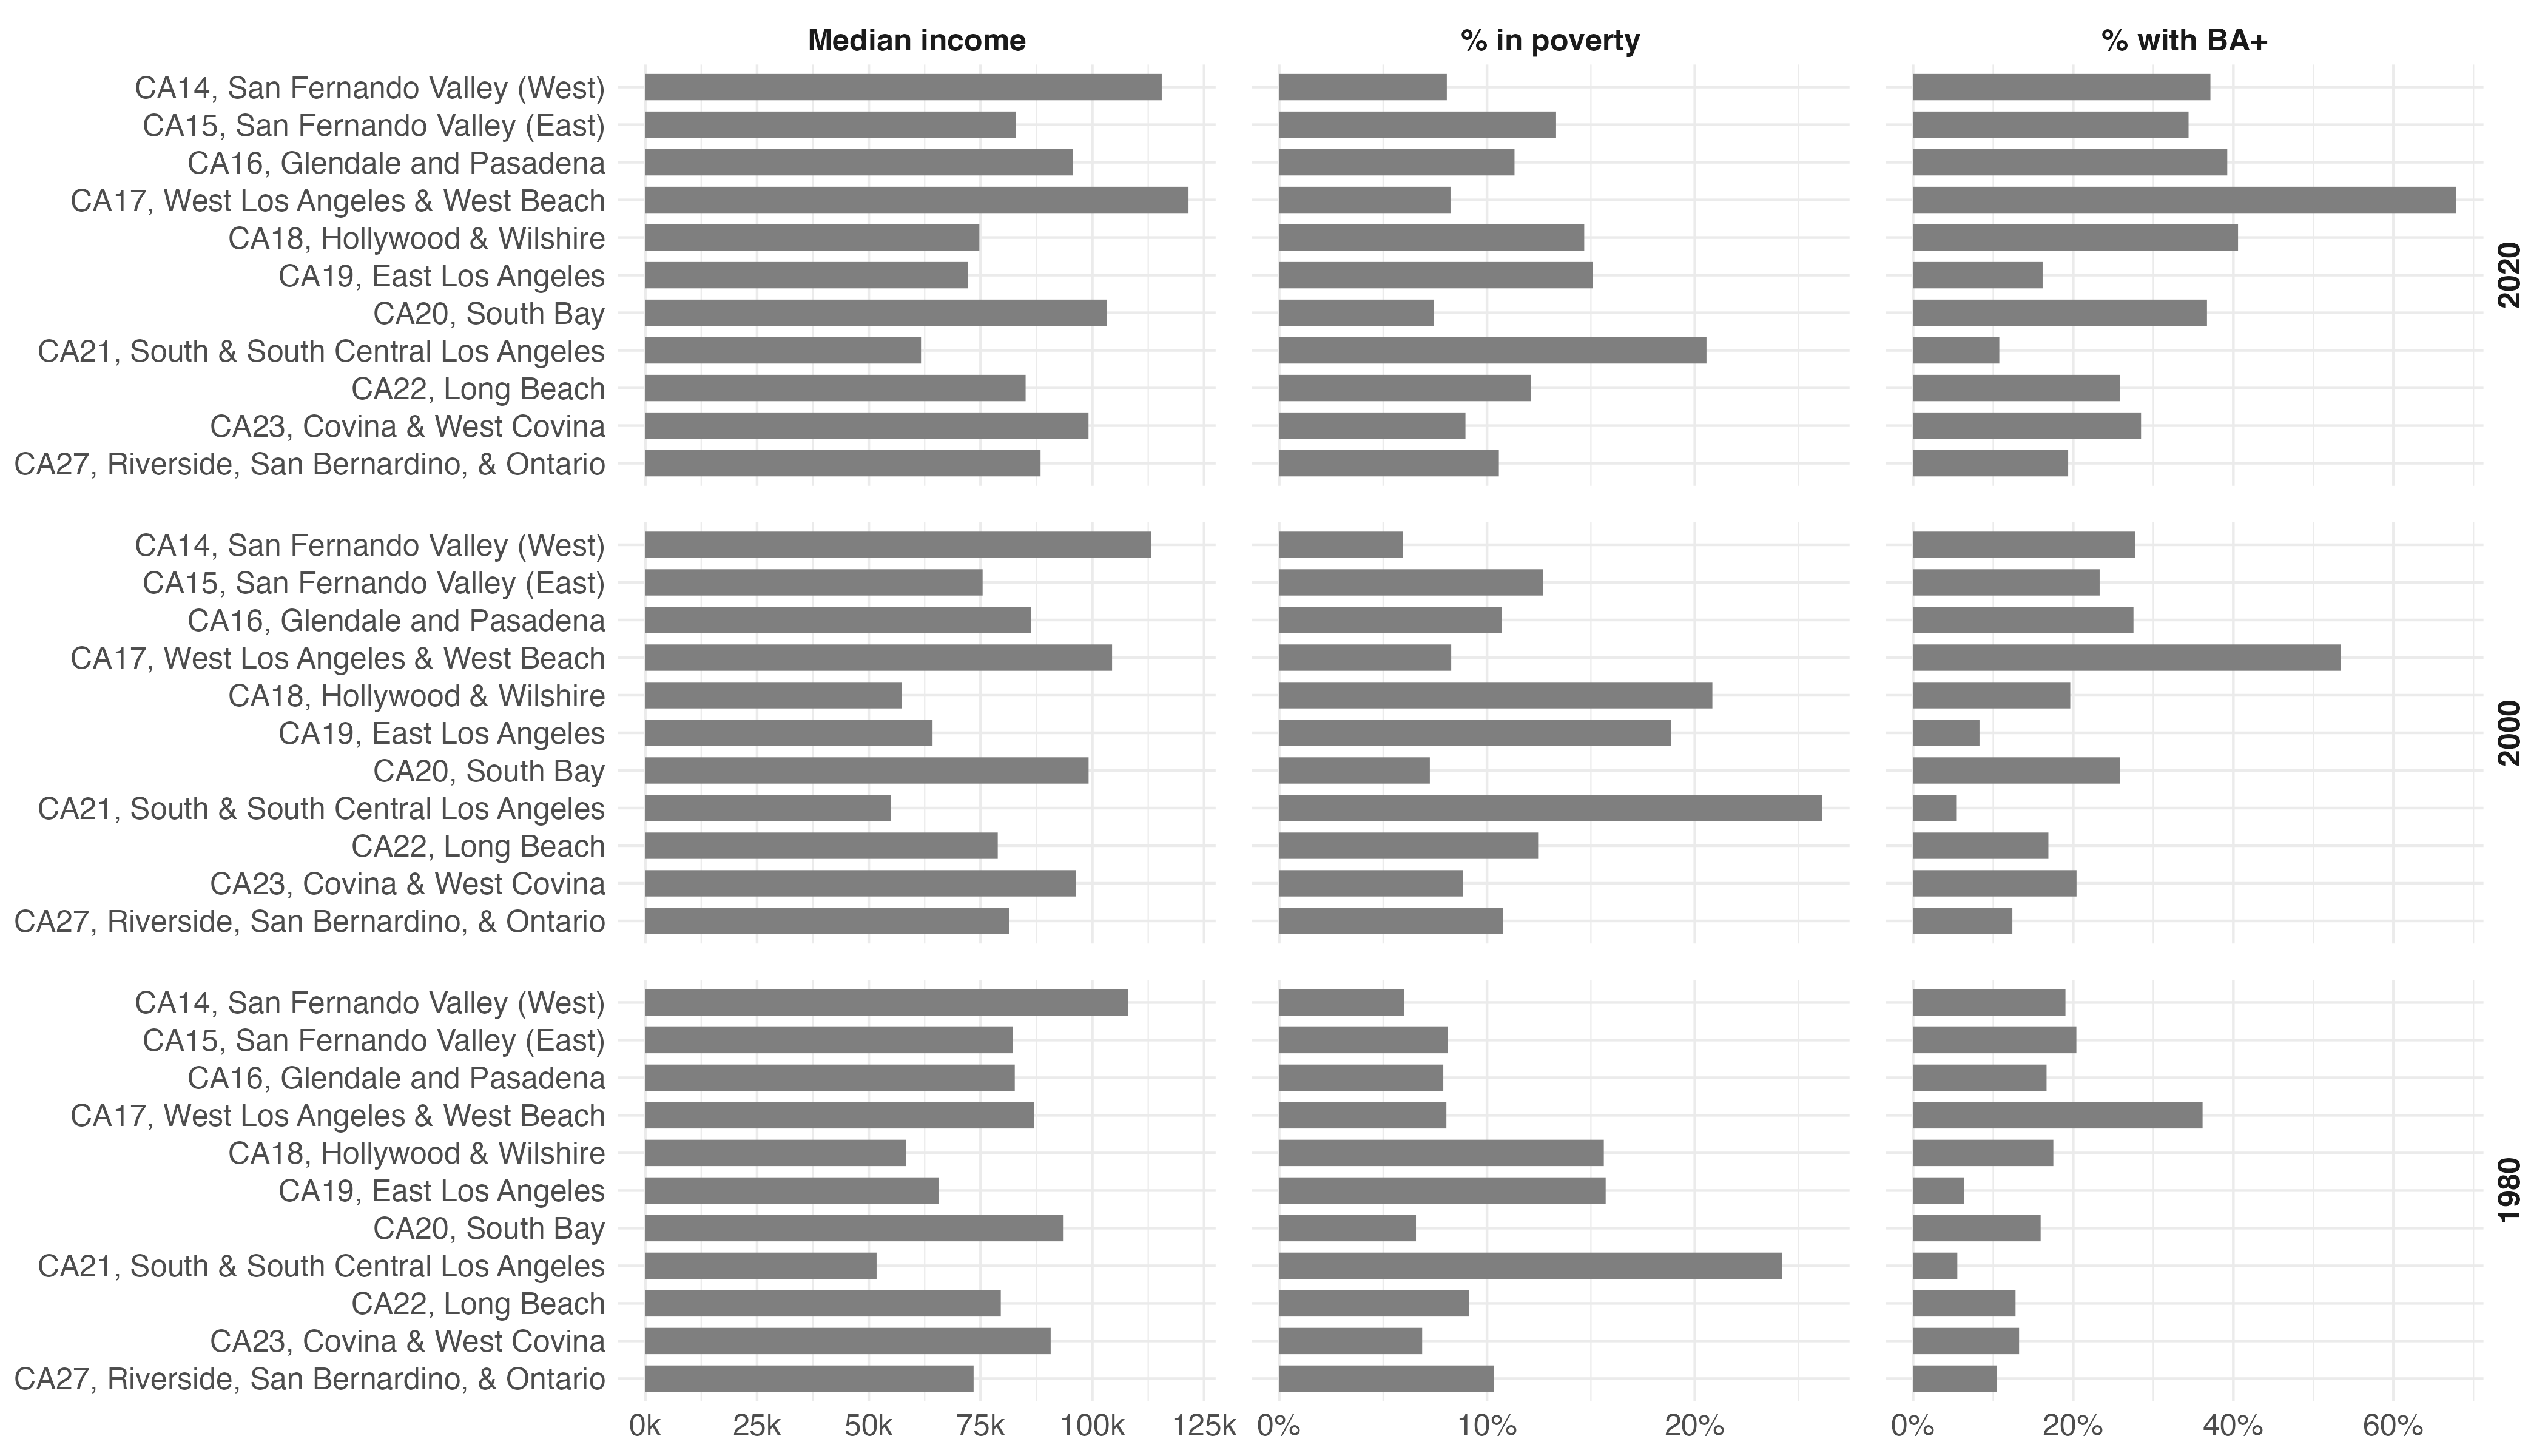 Median income % in poverty % with BA+
CA14, San Fernando Valley (West)
CA15, San Fernando Valley (East)
CA16, Glendale and Pasadena
CA17, West Los Angeles & West Beach
CA18, Hollywood & Wilshire
CA19, East Los Angeles
CA20, South Bay
CA21, South & South Central Los Angeles
CA22, Long Beach
CA23, Covina & West Covina
CA27, Riverside, San Bernardino, & Ontario
2020
CA14, San Fernando Valley (West)
CA15, San Fernando Valley (East)
CA16, Glendale and Pasadena
CA17, West Los Angeles & West Beach
CA18, Hollywood & Wilshire
CA19, East Los Angeles
CA20, South Bay
CA21, South & South Central Los Angeles
CA22, Long Beach
CA23, Covina & West Covina
CA27, Riverside, San Bernardino, & Ontario
2000
CA14, San Fernando Valley (West)
CA15, San Fernando Valley (East)
CA16, Glendale and Pasadena
CA17, West Los Angeles & West Beach
CA18, Hollywood & Wilshire
CA19, East Los Angeles
CA20, South Bay
CA21, South & South Central Los Angeles
CA22, Long Beach
CA23, Covina & West Covina
CA27, Riverside, San Bernardino, & Ontario
1980
0k 25k 50k 75k 100k 125k 0% 10% 20% 0% 20% 40% 60%